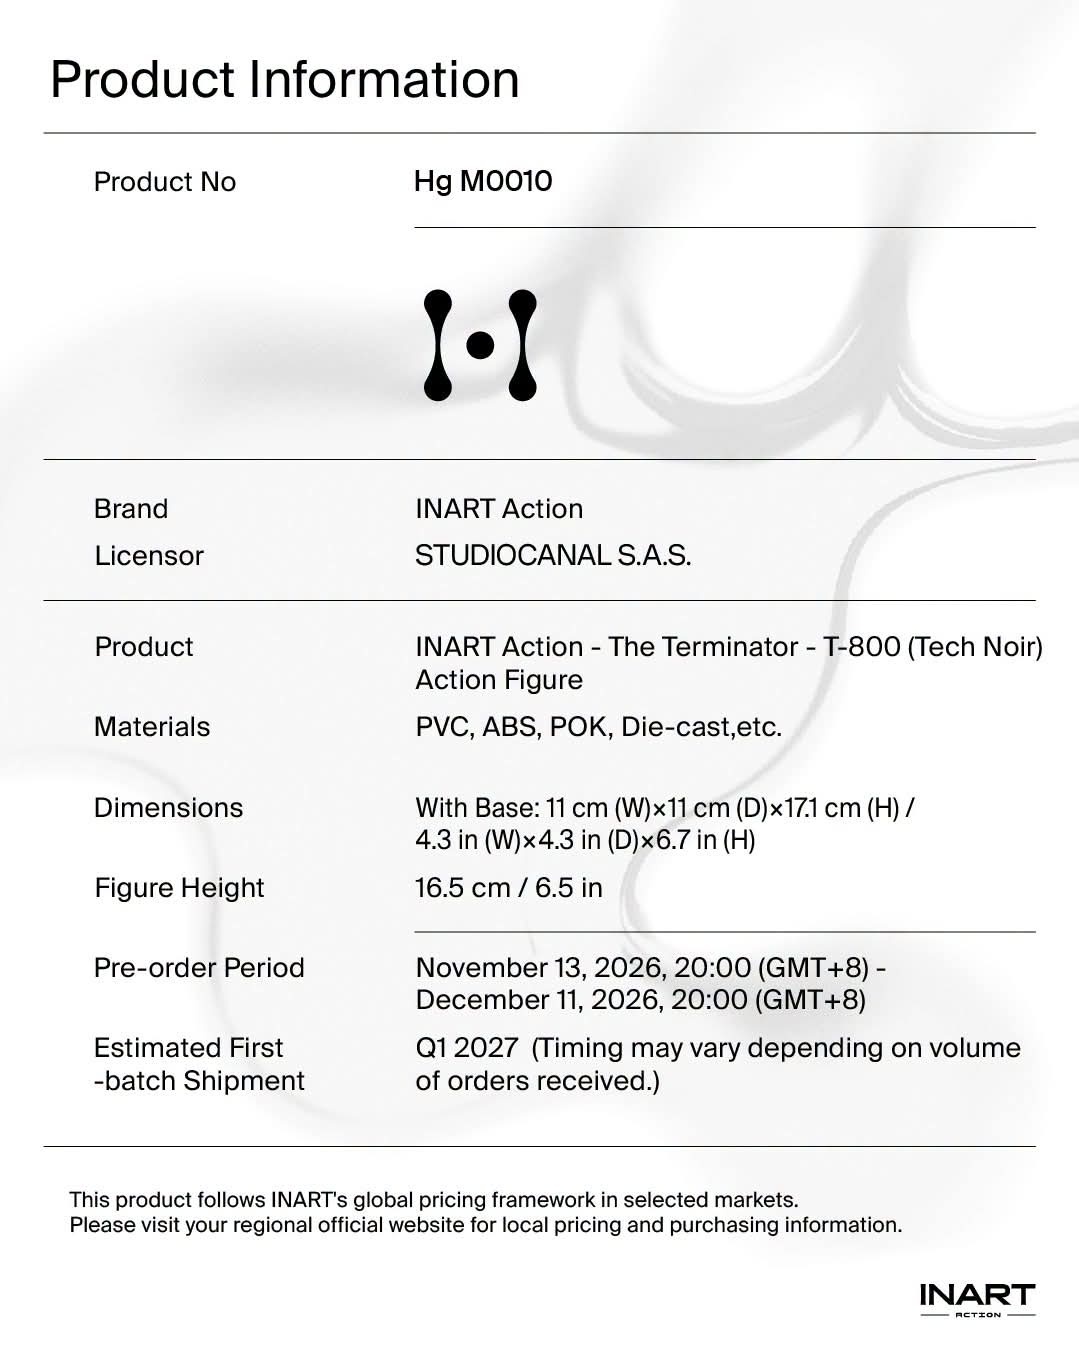 Product Information
Product No
Hg M0010
Brand
INART Action
Licensor
STUDIOCANAL S.A.S.
Product
INART Action - The Terminator - T-800 (Tech Noir)
Action Figure
Materials
PVC, ABS, POK, Die-cast,etc.
Dimensions
With Base: 11 cm (W)×11 cm (D)×17.1 cm (H) /
4.3 in (W)×4.3 in (D)×6.7 in (H)
Figure Height
16.5 cm / 6.5 in
Pre-order Period
November 13, 2026, 20:00 (GMT+8) -
December 11, 2026, 20:00 (GMT+8)
Estimated First
-batch Shipment
Q1 2027 (Timing may vary depending on volume
of orders received.)
This product follows INART's global pricing framework in selected markets.
Please visit your regional official website for local pricing and purchasing information.
INART
ACTION